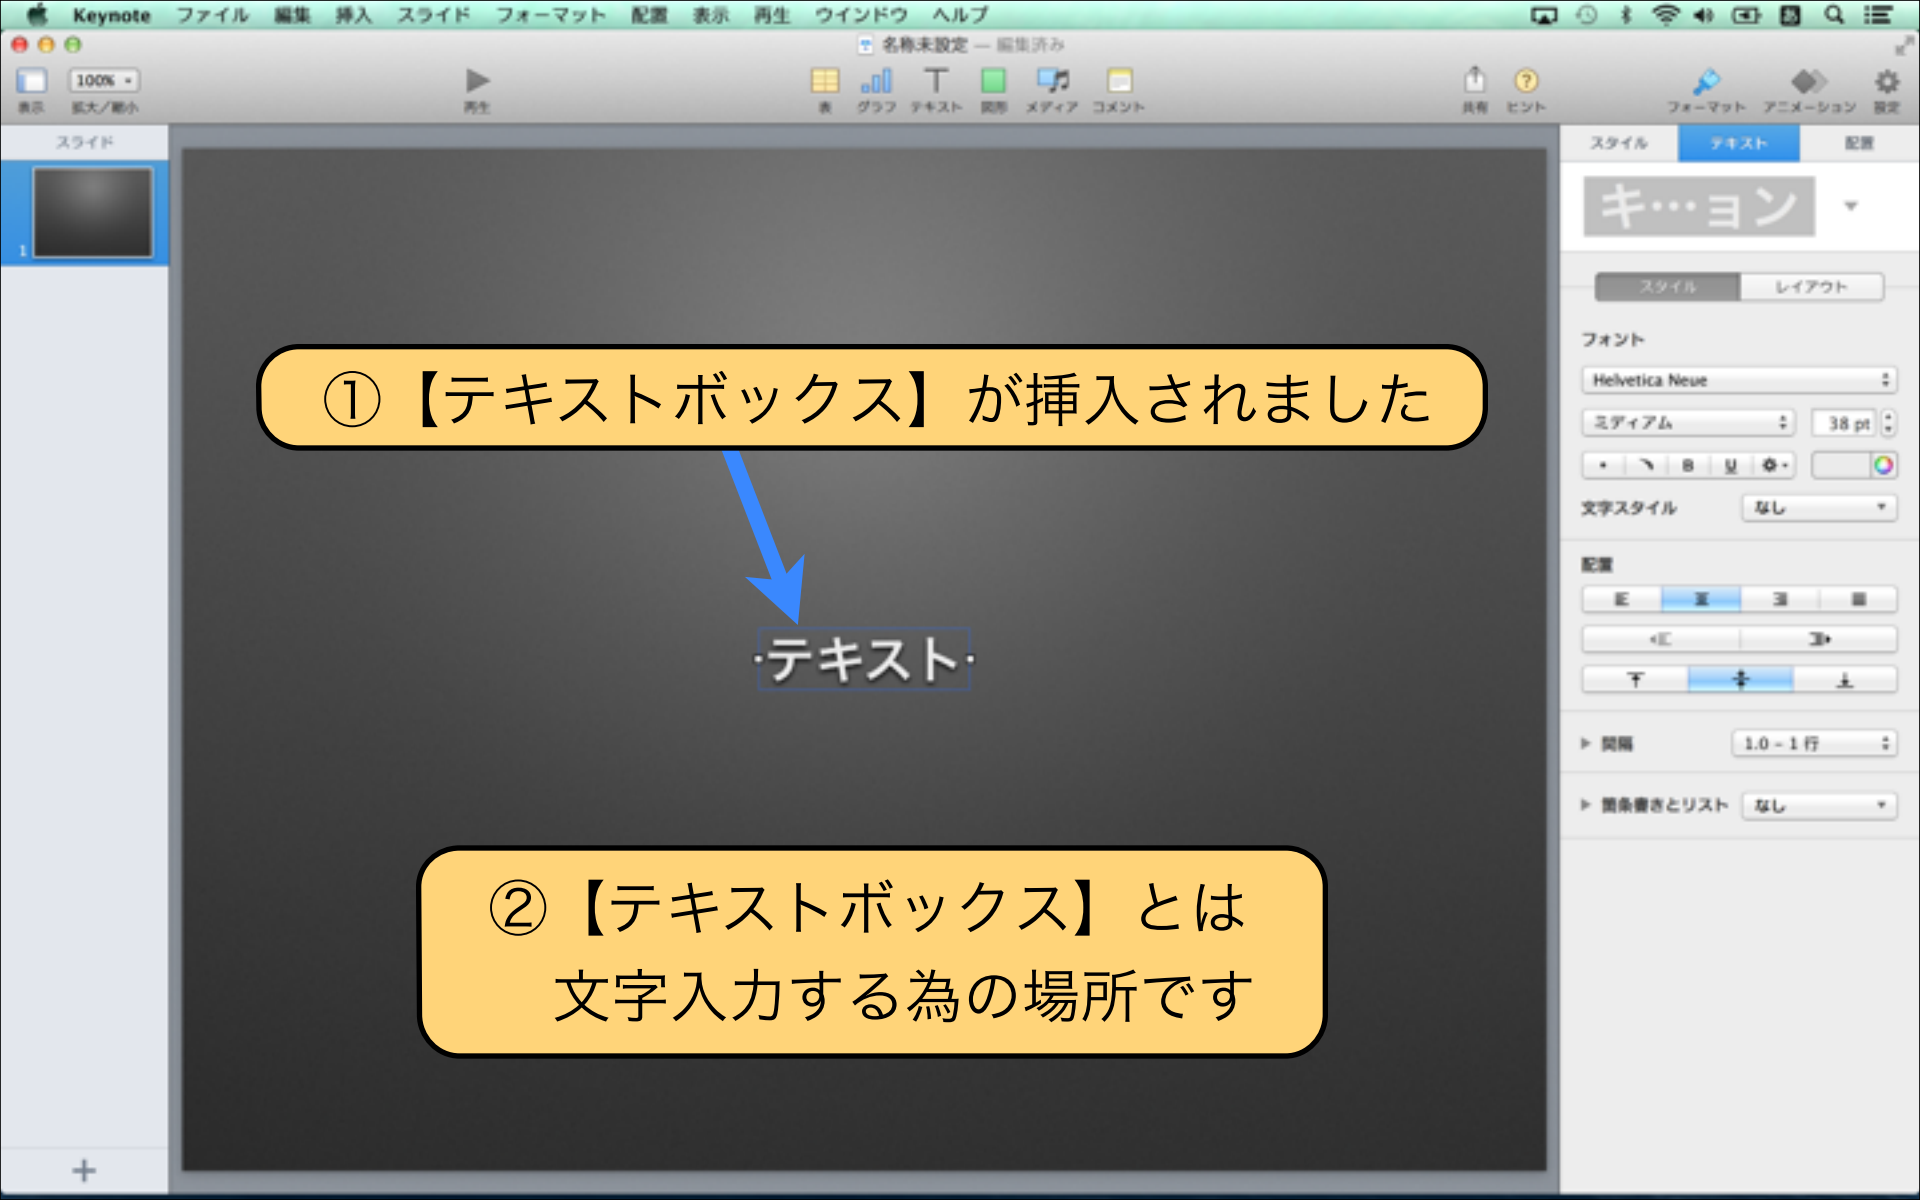 Keynote ファイル 編集 挿入 スライド フォーマット 配置 表示 再生 ウインドウ ヘルプ
名称未設定 — 編集済み
100%
表示 拡大/縮小 再生 表 グラフ テキスト 図形 メディア コメント 共有 ヒント フォーマット アニメーション 設定
スライド
スタイル テキスト 配置
キ…ョン
1
スタイル レイアウト
フォント
Helvetica Neue
①【テキストボックス】が挿入されました
ミディアム 38 pt
B U
文字スタイル なし
配置
テキスト
間隔 1.0 – 1 行
箇条書きとリスト なし
②【テキストボックス】とは
文字入力する為の場所です